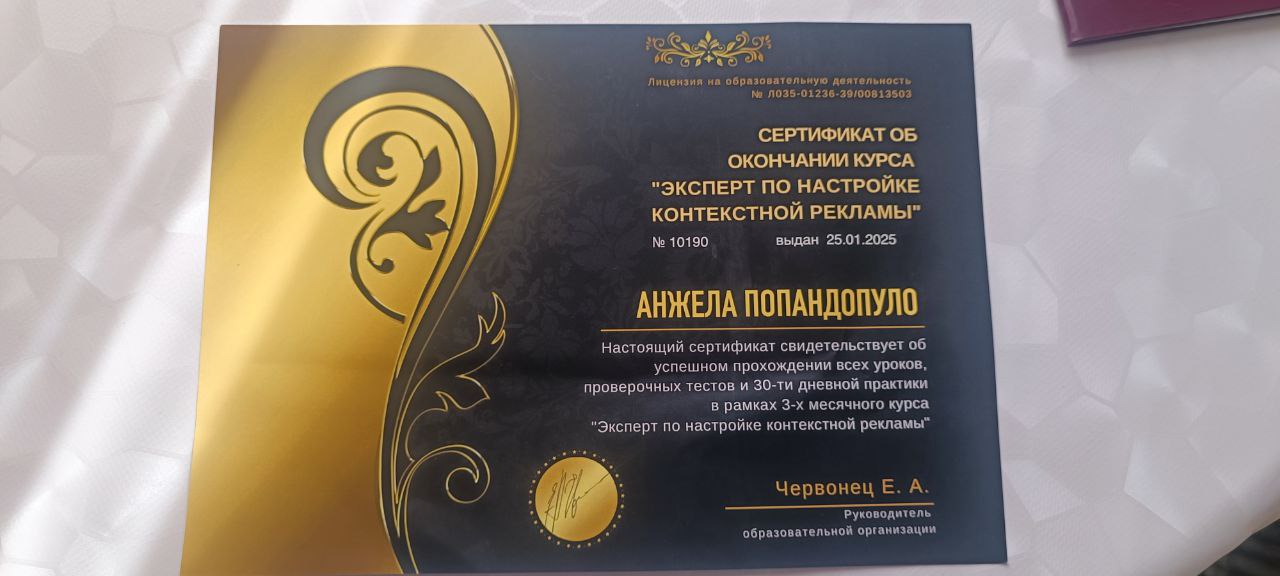 Лицензия на образовательную деятельность
№ Л035-01236-39/00813503
СЕРТИФИКАТ ОБ
ОКОНЧАНИИ КУРСА
"ЭКСПЕРТ ПО НАСТРОЙКЕ
КОНТЕКСТНОЙ РЕКЛАМЫ"
№ 10190 выдан 25.01.2025
АНЖЕЛА ПОПАНДОПУЛО
Настоящий сертификат свидетельствует об
успешном прохождении всех уроков,
проверочных тестов и 30-ти дневной практики
в рамках 3-х месячного курса
"Эксперт по настройке контекстной рекламы"
Червонец Е. А.
Руководитель
образовательной организации